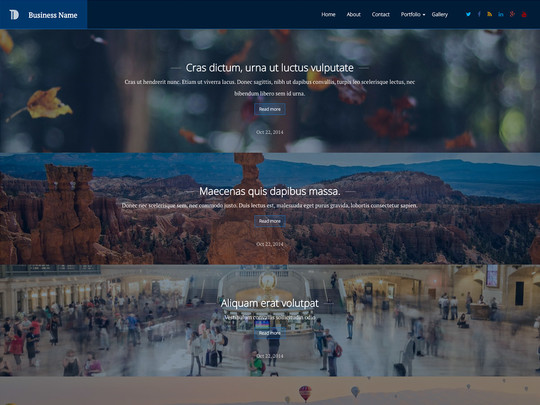 Business Name
Home About Contact Portfolio Gallery
Cras dictum, urna ut luctus vulputate
Cras ut hendrerit nunc. Etiam ut viverra lacus. Donec sagittis, nibh ut dapibus convallis, turpis leo scelerisque lectus, nec
bibendum libero sem id urna.
Read more
Oct 22, 2014
Maecenas quis dapibus massa.
Donec nec scelerisque sem, nec commodo justo. Duis lectus est, malesuada eget purus gravida, lobortis consectetur sapien.
Read more
Oct 22, 2014
Aliquam erat volutpat
Vestibulum convallis sollicitudin odio
Read more
Oct 22, 2014